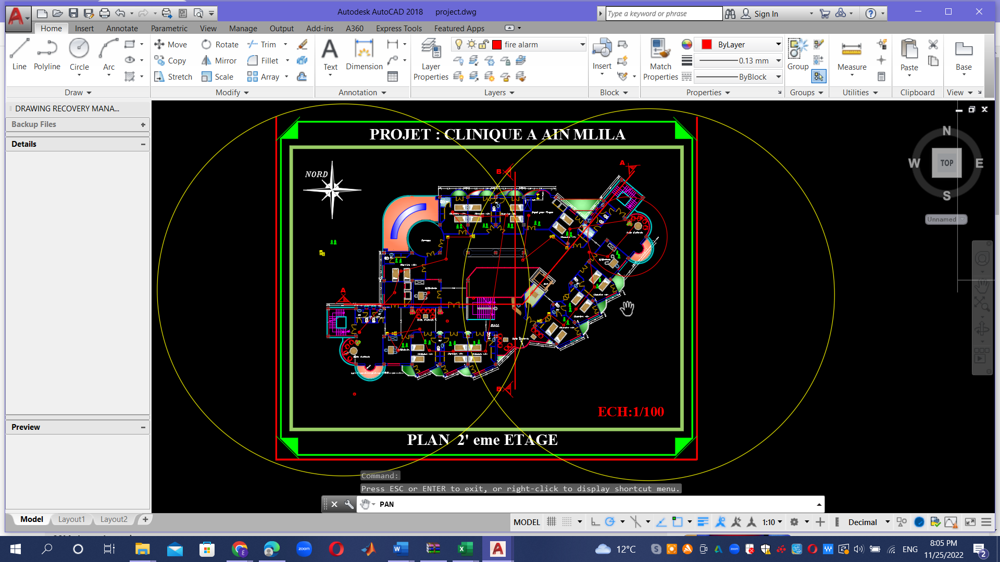 Autodesk AutoCAD 2018 project.dwg
Type a keyword or phrase
Sign In
Home Insert Annotate Parametric View Manage Output Add-ins A360 Express Tools Featured Apps
Line Polyline Circle Arc
Draw
Move Rotate Trim
Copy Mirror Fillet
Stretch Scale Array
Modify
Text Dimension
Annotation
Layer Properties
fire alarm
Layers
Insert
Block
Match Properties
ByLayer
0.13 mm
ByBlock
Properties
Group
Groups
Measure
Utilities
Paste
Clipboard
Base
View
DRAWING RECOVERY MANA...
Backup Files
Details
Preview
PROJET : CLINIQUE A AIN MLILA
NORD
B
A
A
HALL
B
ECH:1/100
PLAN 2' eme ETAGE
N
W TOP E
S
Unnamed
Command:
Press ESC or ENTER to exit, or right-click to display shortcut menu.
PAN
Model Layout1 Layout2 +
MODEL 1:10 Decimal
zoom
12°C
zoom
ENG
8:05 PM
11/25/2022
2